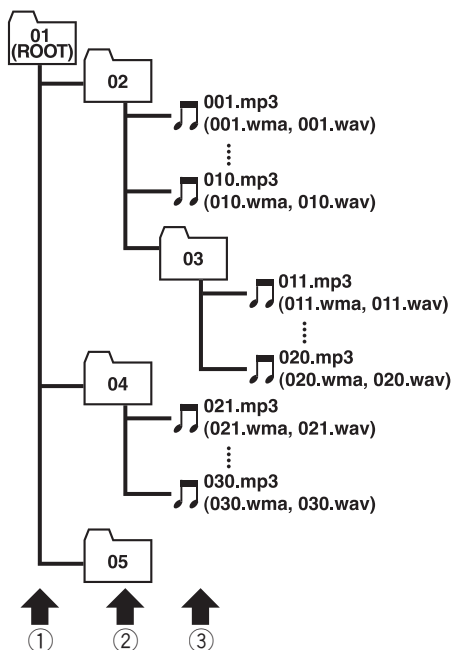 01
(ROOT)
02
001.mp3
(001.wma, 001.wav)
010.mp3
(010.wma, 010.wav)
03
011.mp3
(011.wma, 011.wav)
020.mp3
(020.wma, 020.wav)
04
021.mp3
(021.wma, 021.wav)
030.mp3
(030.wma, 030.wav)
05
① ② ③